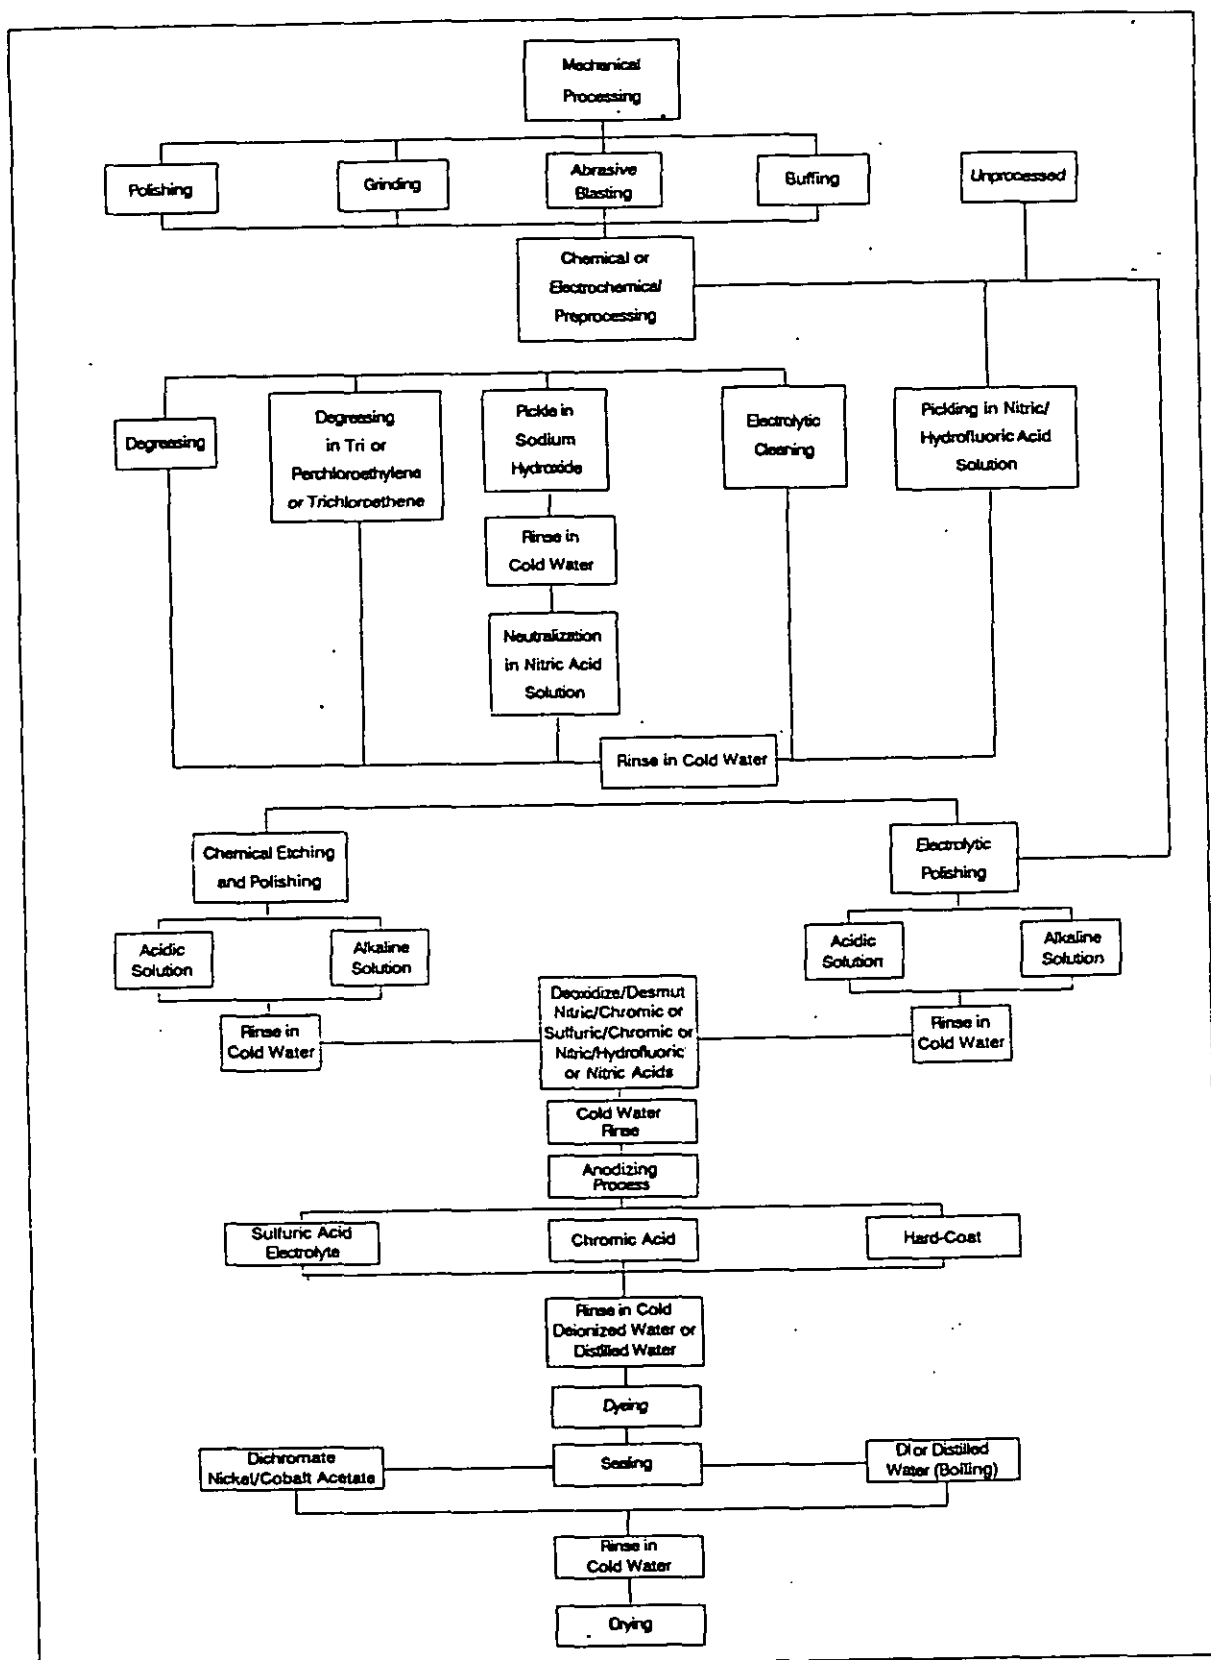 Mechanical
Processing
Polishing
Grinding
Abrasive
Blasting
Buffing
Unprocessed
Chemical or
Electrochemical
Preprocessing
Degreasing
Degreasing
in Tri or
Perchloroethylene
or Trichloroethene
Pickle in
Sodium
Hydroxide
Electrolytic
Cleaning
Pickling in Nitric/
Hydrofluoric Acid
Solution
Rinse in
Cold Water
Neutralization
in Nitric Acid
Solution
Rinse in Cold Water
Chemical Etching
and Polishing
Electrolytic
Polishing
Acidic
Solution
Alkaline
Solution
Acidic
Solution
Alkaline
Solution
Rinse in
Cold Water
Deoxidize/Desmut
Nitric/Chromic or
Sulfuric/Chromic or
Nitric/Hydrofluoric
or Nitric Acids
Rinse in
Cold Water
Cold Water
Rinse
Anodizing
Process
Sulfuric Acid
Electrolyte
Chromic Acid
Hard-Coat
Rinse in Cold
Deionized Water or
Distilled Water
Dyeing
Dichromate
Nickel/Cobalt Acetate
Sealing
DI or Distilled
Water (Boiling)
Rinse in
Cold Water
Drying